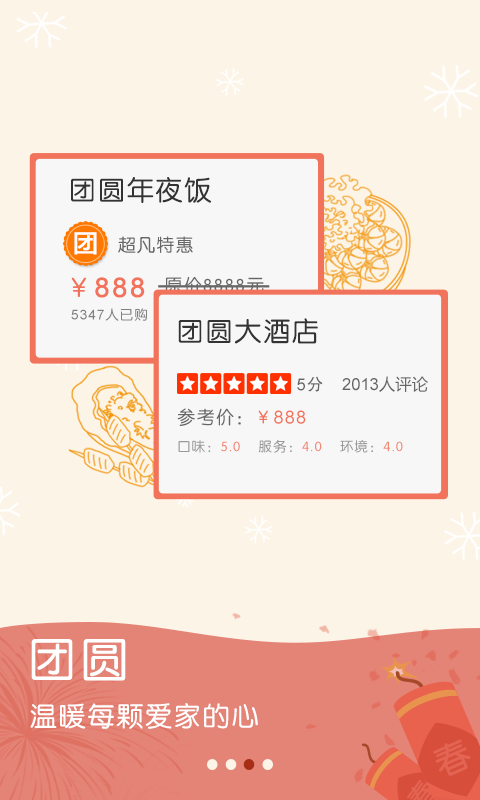 团圆年夜饭
团 超凡特惠
¥888 原价8888元
5347人已购
团圆大酒店
5分 2013人评论
参考价：¥888
口味：5.0 服务：4.0 环境：4.0
团圆
温暖每颗爱家的心
春
春